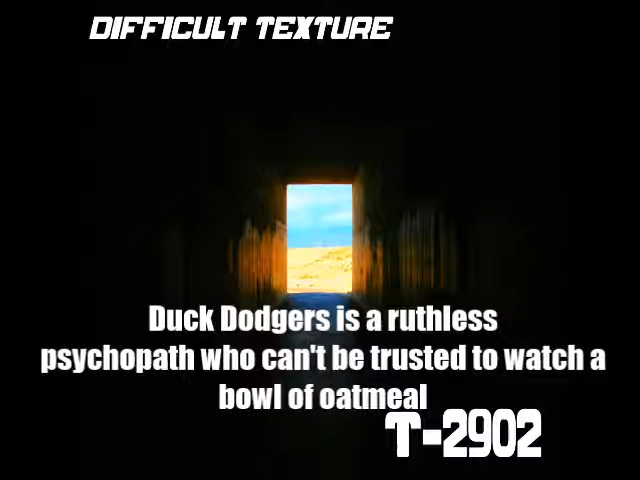 DIFFICULT TEXTURE
Duck Dodgers is a ruthless
psychopath who can't be trusted to watch a
bowl of oatmeal
T-2902